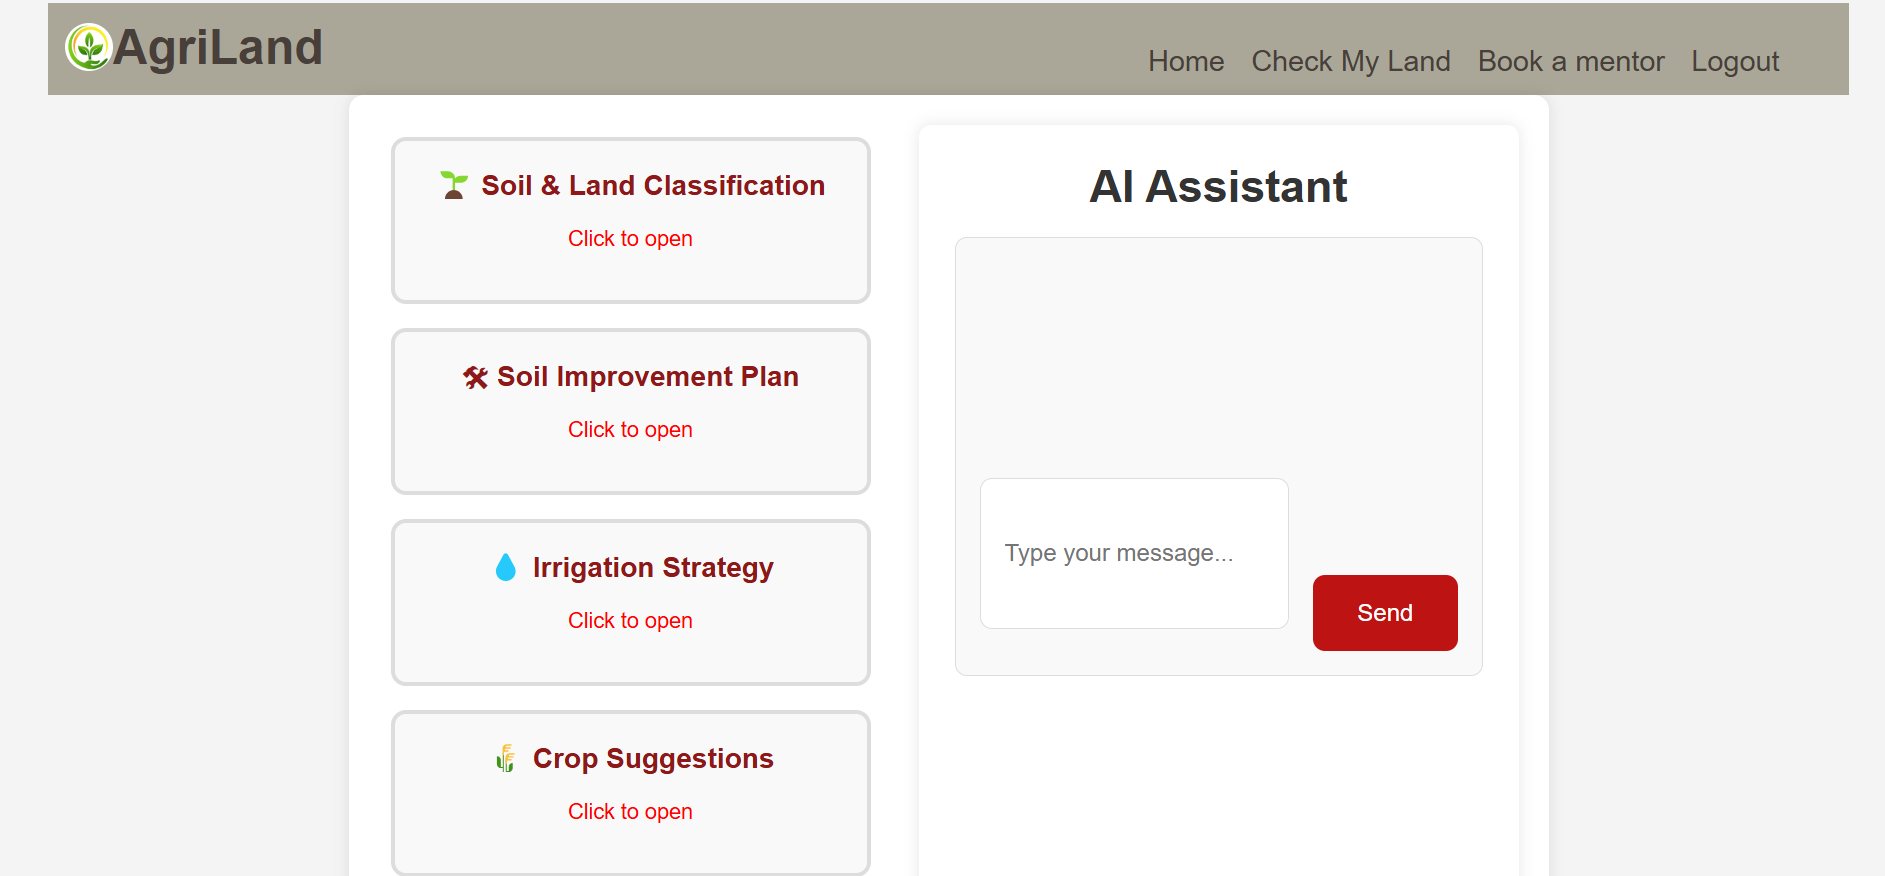 AgriLand
Home Check My Land Book a mentor Logout
🌱 Soil & Land Classification
Click to open
🛠 Soil Improvement Plan
Click to open
💧 Irrigation Strategy
Click to open
🌾 Crop Suggestions
Click to open
AI Assistant
Type your message...
Send